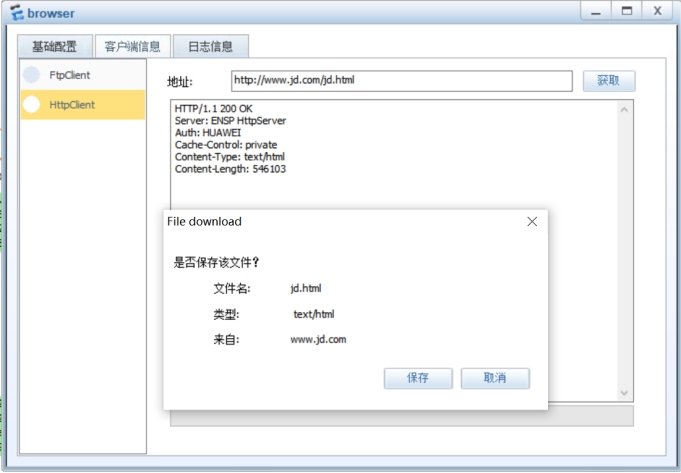 browser
基础配置 客户端信息 日志信息
FtpClient
HttpClient
地址: http://www.jd.com/jd.html 获取
HTTP/1.1 200 OK
Server: ENSP HttpServer
Auth: HUAWEI
Cache-Control: private
Content-Type: text/html
Content-Length: 546103
File download
是否保存该文件?
文件名: jd.html
类型: text/html
来自: www.jd.com
保存 取消